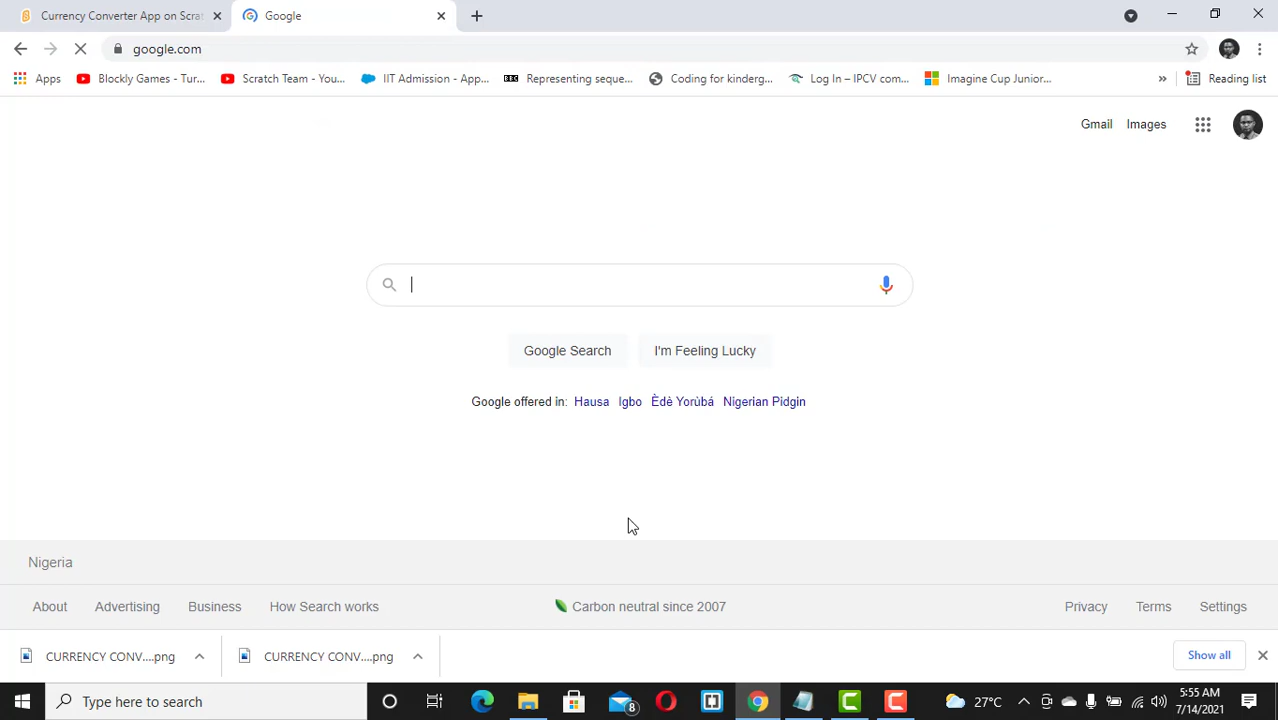 Currency Converter App on Scrat
Google
google.com
Apps
Blockly Games - Tur...
Scratch Team - You...
IIT Admission - App...
Representing seque...
Coding for kinderg...
Log In – IPCV com...
Imagine Cup Junior...
»
Reading list
Gmail
Images
Google Search
I'm Feeling Lucky
Google offered in: Hausa Igbo Èdè Yorùbá Nigerian Pidgin
Nigeria
About
Advertising
Business
How Search works
Carbon neutral since 2007
Privacy
Terms
Settings
CURRENCY CONV....png
CURRENCY CONV....png
Show all
Type here to search
8
27°C
5:55 AM
7/14/2021